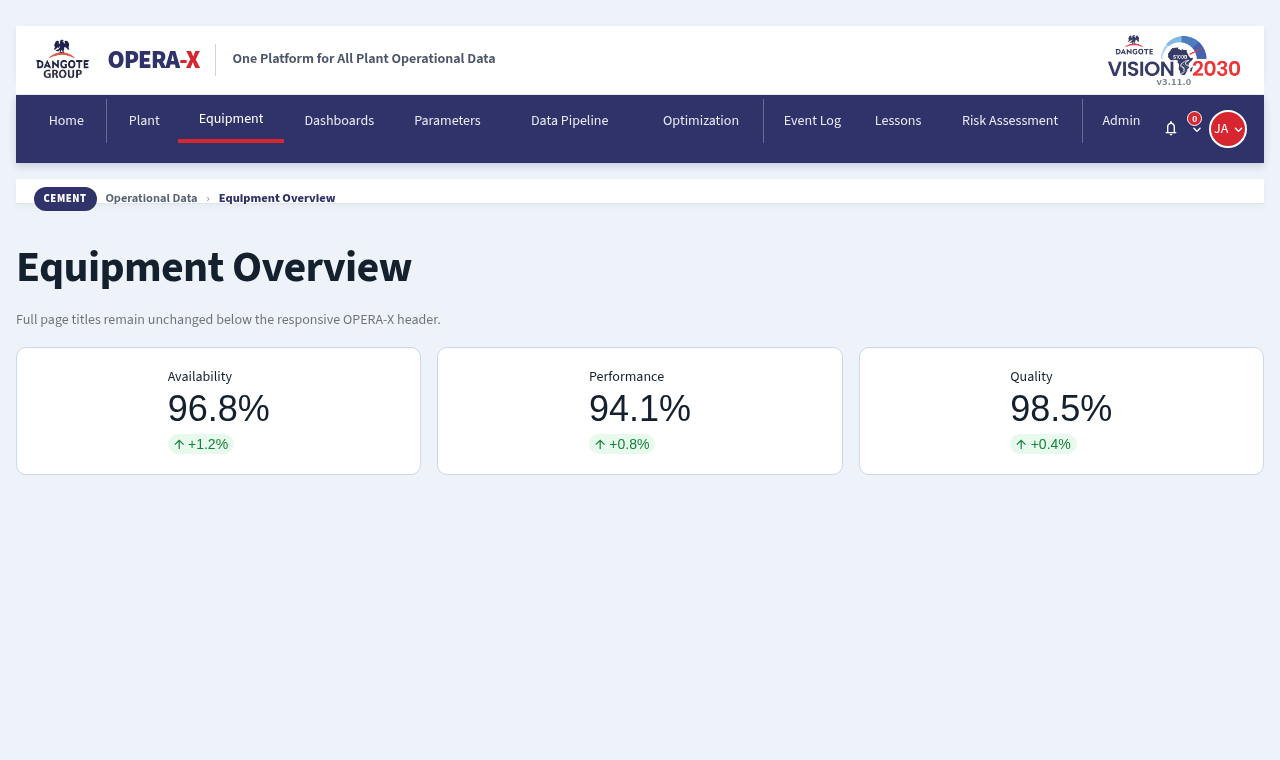 DANGOTE
GROUP
OPERA-X
One Platform for All Plant Operational Data
DANGOTE
VISION 2030
v3.11.0
Home
Plant
Equipment
Dashboards
Parameters
Data Pipeline
Optimization
Event Log
Lessons
Risk Assessment
Admin
0
JA
CEMENT
Operational Data › Equipment Overview
Equipment Overview
Full page titles remain unchanged below the responsive OPERA-X header.
Availability
96.8%
↑ +1.2%
Performance
94.1%
↑ +0.8%
Quality
98.5%
↑ +0.4%